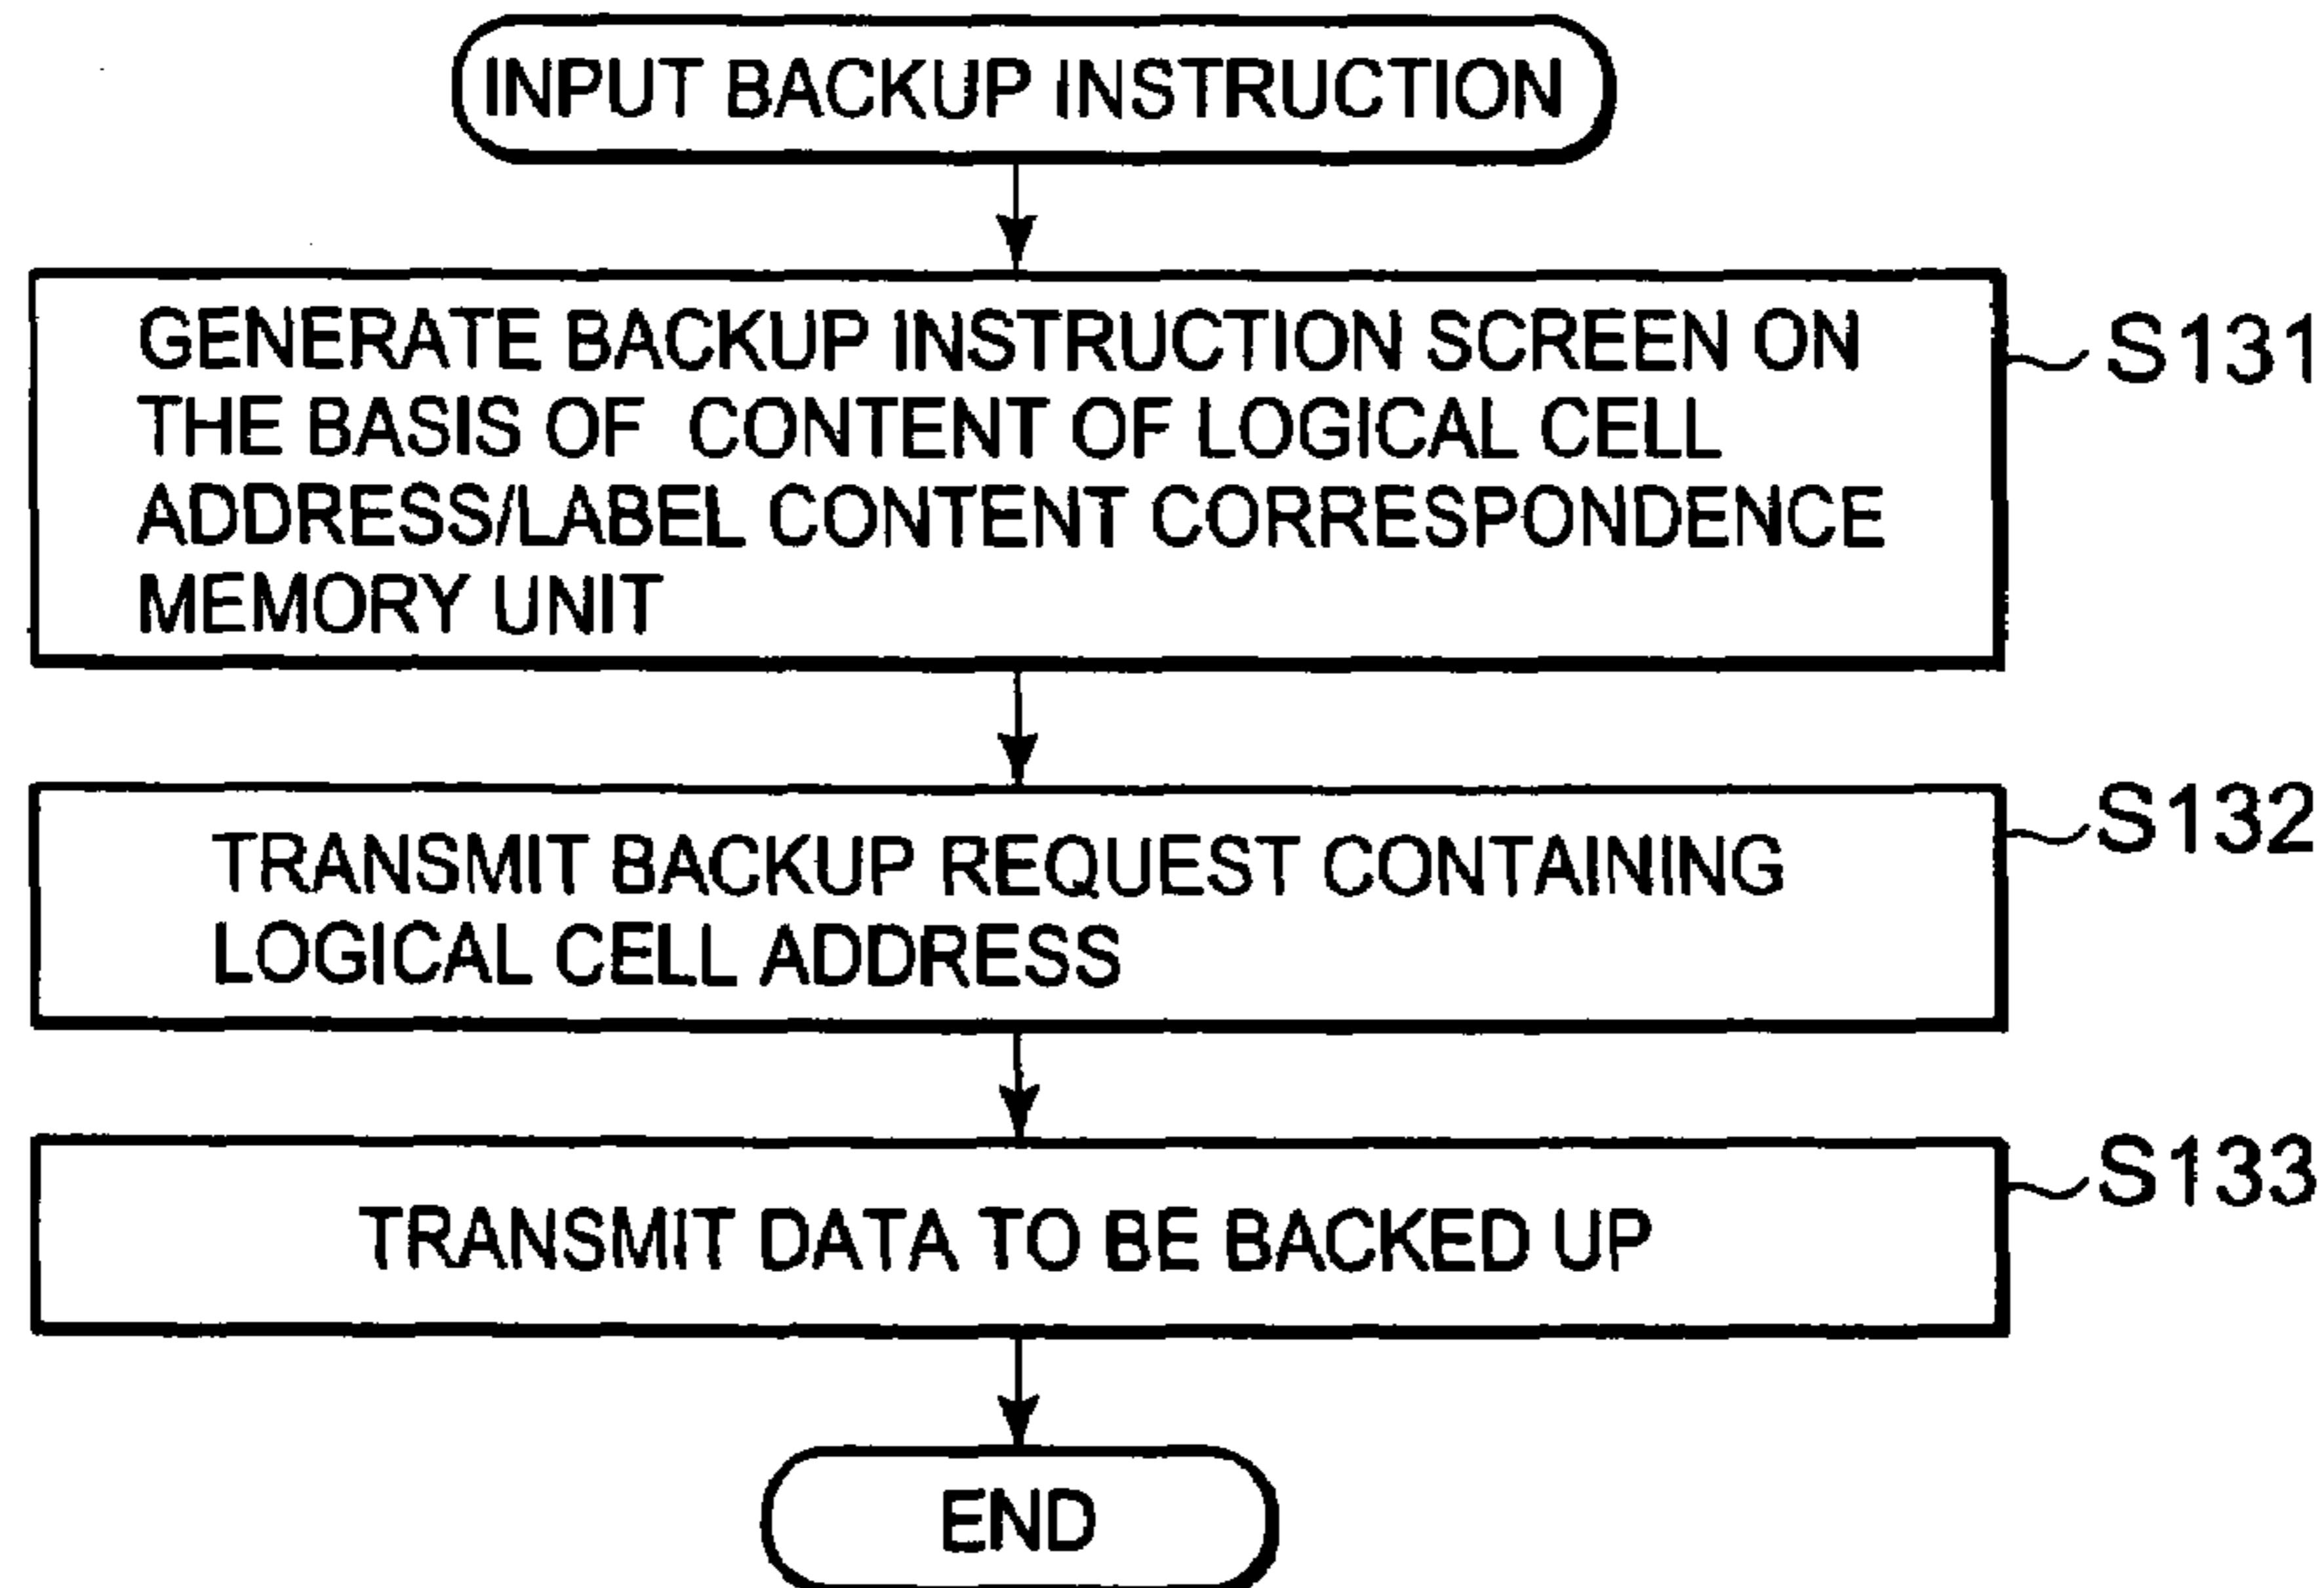 INPUT BACKUP INSTRUCTION
GENERATE BACKUP INSTRUCTION SCREEN ON
THE BASIS OF CONTENT OF LOGICAL CELL
ADDRESS/LABEL CONTENT CORRESPONDENCE
MEMORY UNIT
S131
TRANSMIT BACKUP REQUEST CONTAINING
LOGICAL CELL ADDRESS
S132
TRANSMIT DATA TO BE BACKED UP
S133
END